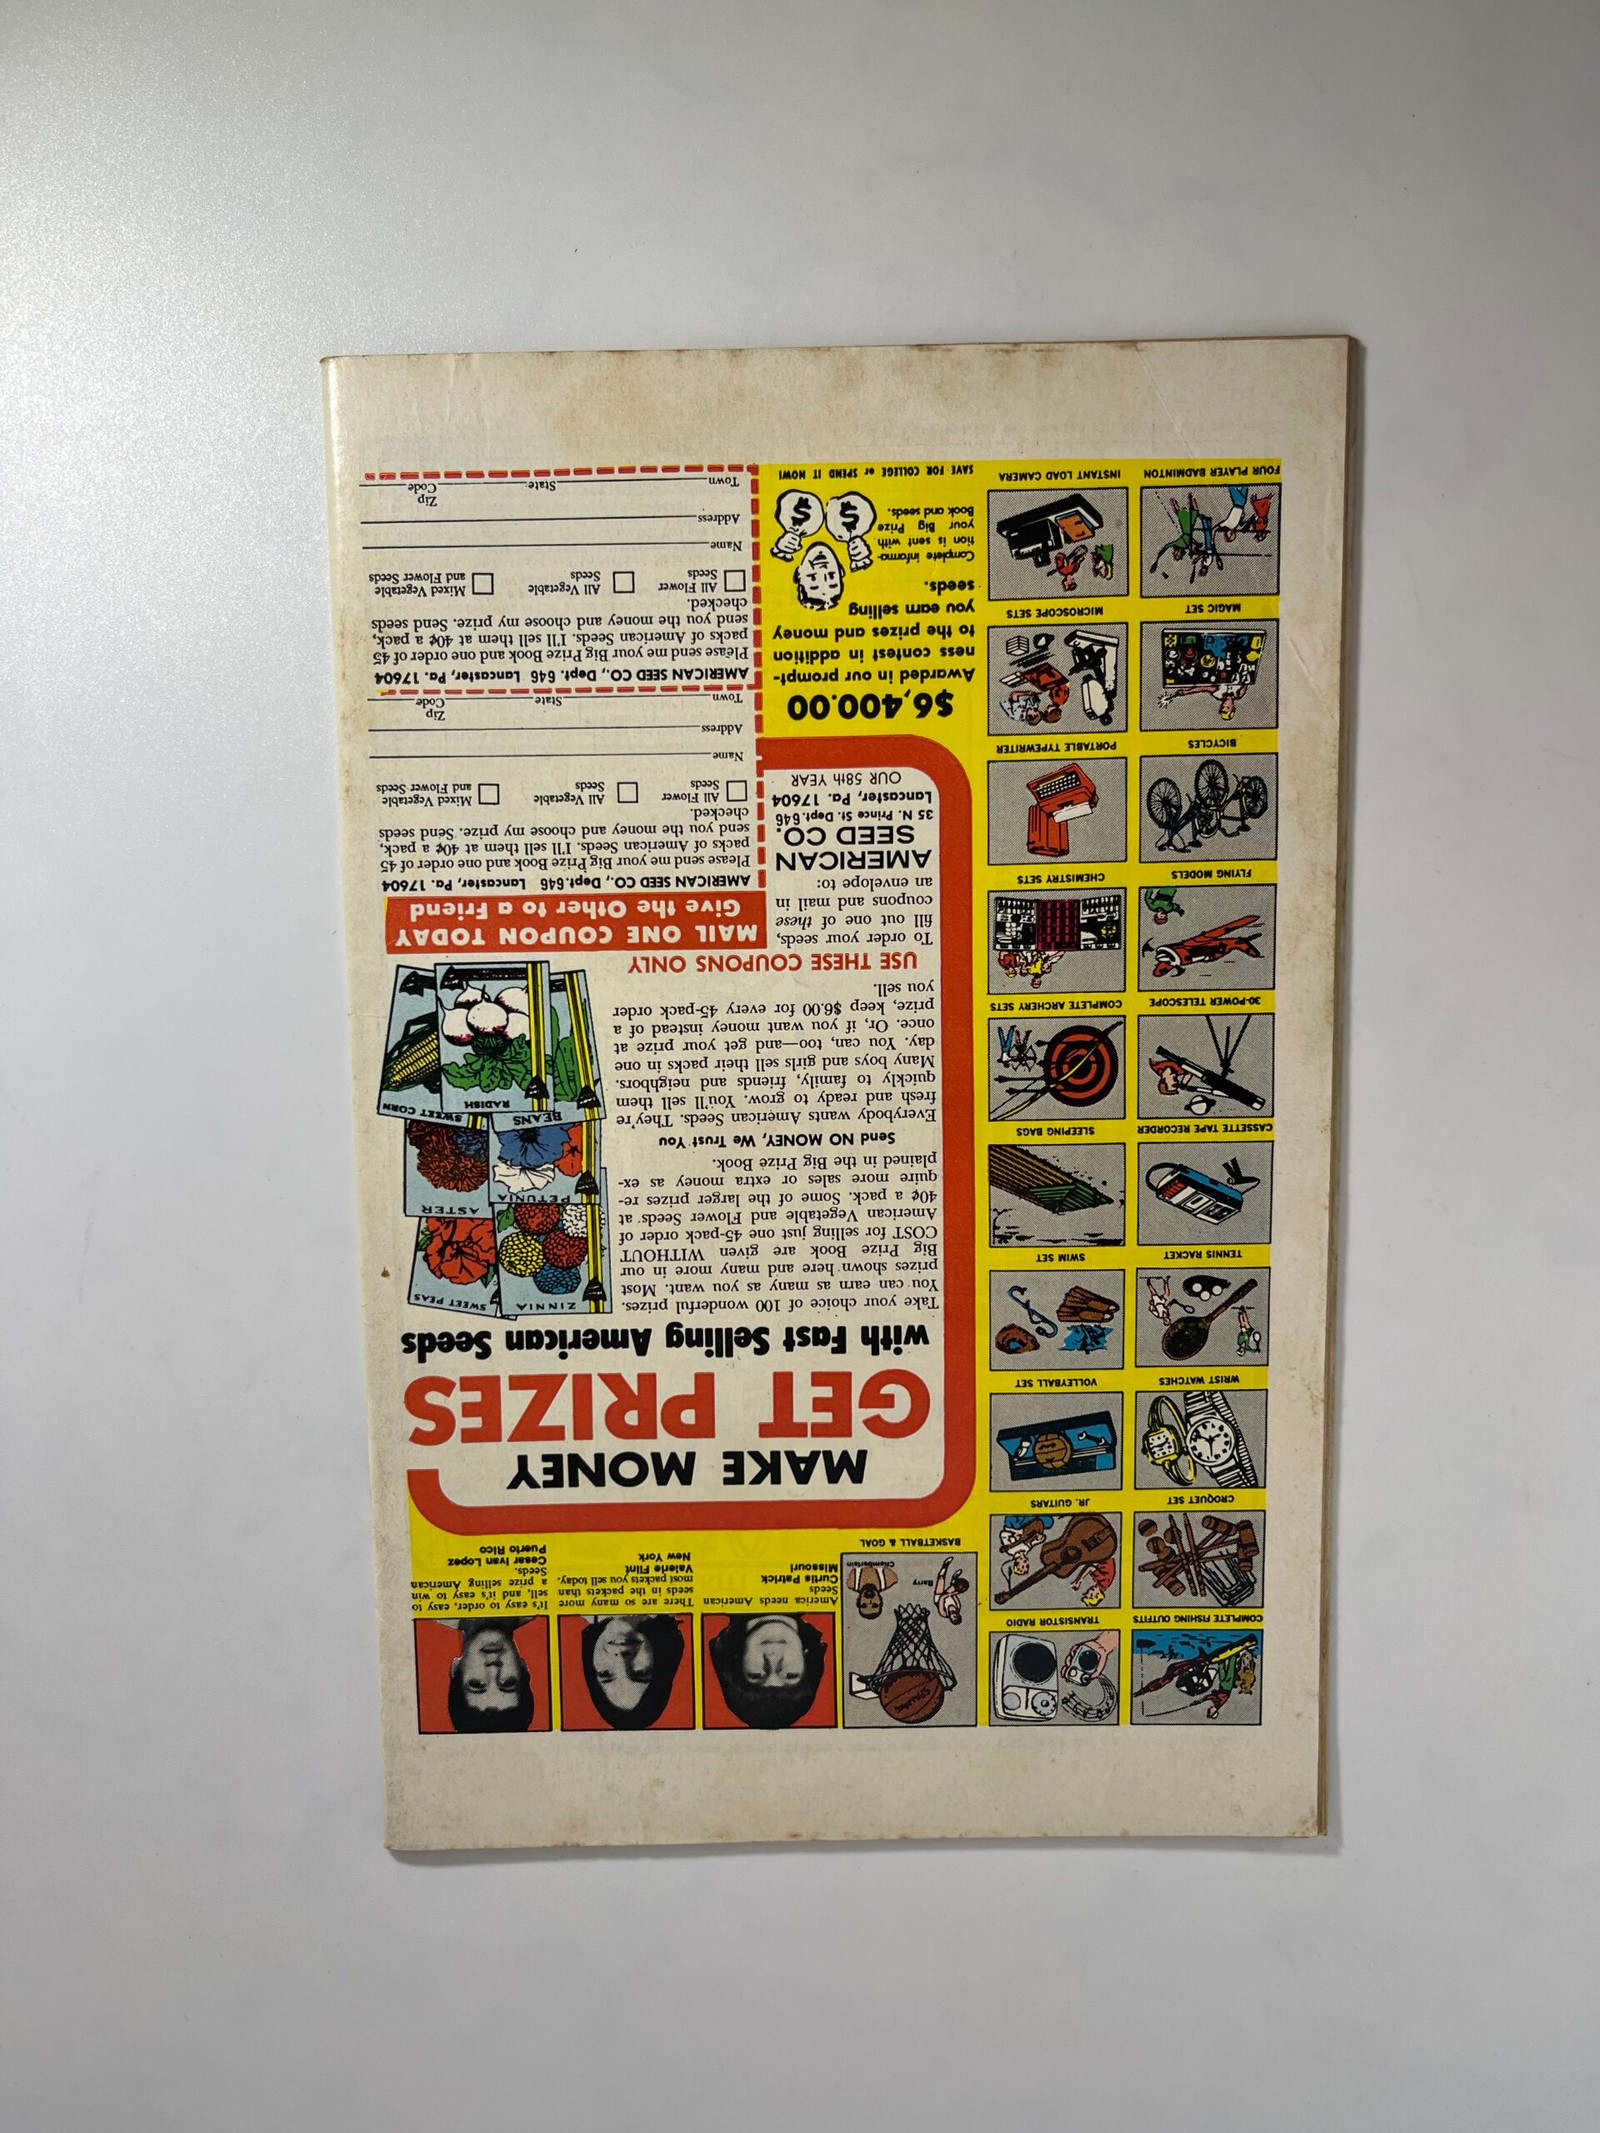 COMPLETE FISHING OUTFITS
TRANSISTOR RADIO
CROQUET SET
JR. GUITARS
WRIST WATCHES
VOLLEYBALL SET
TENNIS RACKET
SWIM SET
CASSETTE TAPE RECORDER
SLEEPING BAGS
30-POWER TELESCOPE
COMPLETE ARCHERY SETS
FLYING MODELS
CHEMISTRY SETS
BICYCLES
PORTABLE TYPEWRITER
MAGIC SET
MICROSCOPE SETS
FOUR PLAYER BADMINTON
INSTANT LOAD CAMERA
SPALDING
Barry
Chamberlain
BASKETBALL & GOAL
America needs American
Seeds
Curtis Patrick
Missouri
There are so many more
seeds in the packets than
most packets you sell today.
Valerie Flint
New York
It's easy to order, easy to
sell, and it's easy to win
a prize selling American
Seeds.
Cesar Ivan Lopez
Puerto Rico
MAKE MONEY
GET PRIZES
with Fast Selling American Seeds
Take your choice of 100 wonderful prizes.
You can earn as many as you want. Most
prizes shown here and many more in our
Big Prize Book are given WITHOUT
COST for selling just one 45-pack order of
American Vegetable and Flower Seeds at
40¢ a pack. Some of the larger prizes re-
quire more sales or extra money as ex-
plained in the Big Prize Book.
Send NO MONEY, We Trust You
Everybody wants American Seeds. They're
fresh and ready to grow. You'll sell them
quickly to family, friends and neighbors.
Many boys and girls sell their packs in one
day. You can, too—and get your prize at
once. Or, if you want money instead of a
prize, keep $6.00 for every 45-pack order
you sell.
ZINNIA
SWEET PEAS
PETUNIA
ASTER
BEANS
RADISH
SWEET CORN
USE THESE COUPONS ONLY
To order your seeds,
fill out one of these
coupons and mail in
an envelope to:
AMERICAN
SEED CO.
35 N. Prince St. Dept. 646
Lancaster, Pa. 17604
OUR 58th YEAR
$6,400.00
Awarded in our prompt-
ness contest in addition
to the prizes and money
you earn selling
seeds.
Complete informa-
tion is sent with
your Big Prize
Book and seeds.
$ $
SAVE FOR COLLEGE or SPEND IT NOW!
MAIL ONE COUPON TODAY
Give the Other to a Friend
AMERICAN SEED CO., Dept. 646 Lancaster, Pa. 17604
Please send me your Big Prize Book and one order of 45
packs of American Seeds. I'll sell them at 40¢ a pack,
send you the money and choose my prize. Send seeds
checked.
All Flower Seeds
All Vegetable Seeds
Mixed Vegetable and Flower Seeds
Name
Address
Town State Zip Code
AMERICAN SEED CO., Dept. 646 Lancaster, Pa. 17604
Please send me your Big Prize Book and one order of 45
packs of American Seeds. I'll sell them at 40¢ a pack,
send you the money and choose my prize. Send seeds
checked.
All Flower Seeds
All Vegetable Seeds
Mixed Vegetable and Flower Seeds
Name
Address
Town State Zip Code